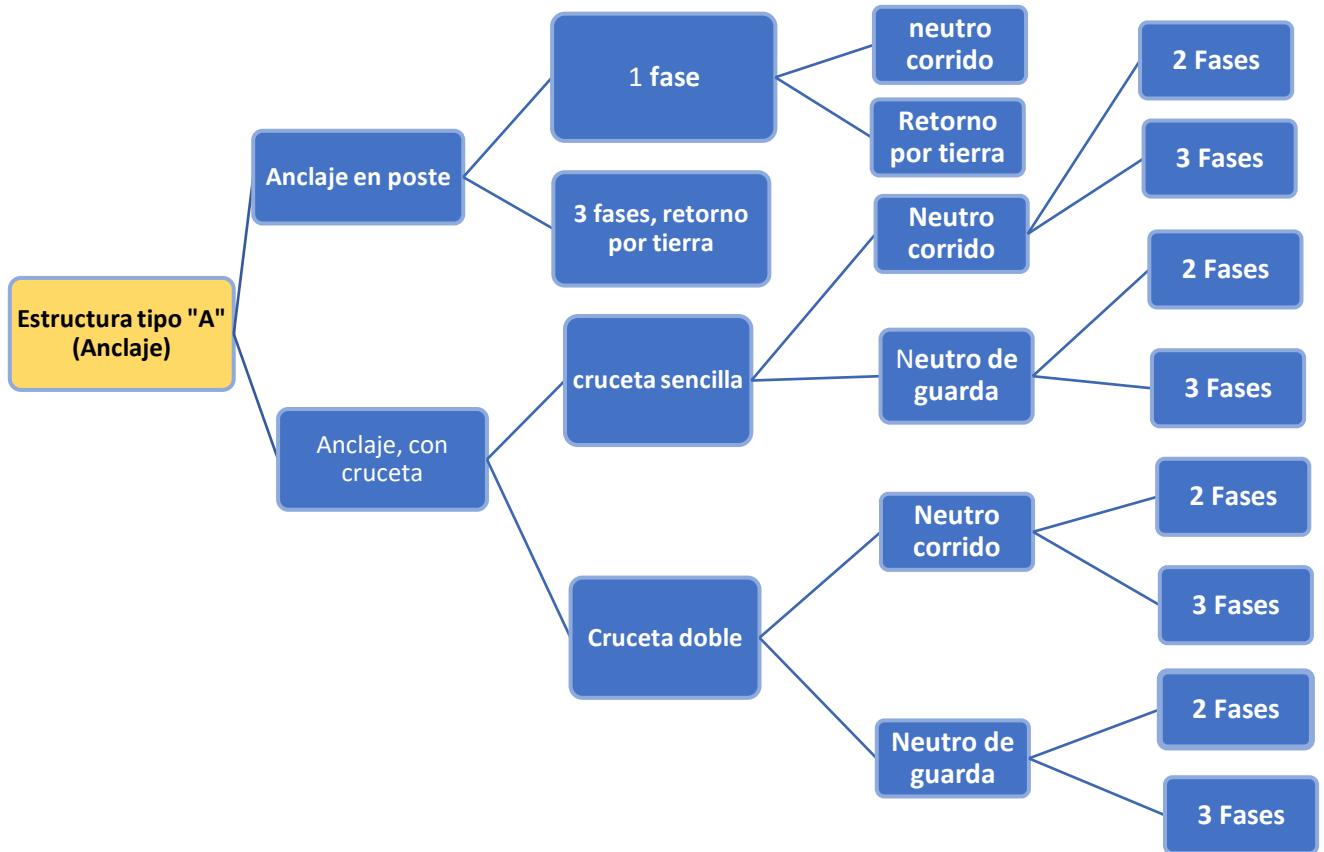 Estructura tipo "A"
(Anclaje)
Anclaje en poste
1 fase
neutro
corrido
Retorno
por tierra
3 fases, retorno
por tierra
Anclaje, con
cruceta
cruceta sencilla
Neutro
corrido
2 Fases
3 Fases
Neutro de
guarda
2 Fases
3 Fases
Cruceta doble
Neutro
corrido
2 Fases
3 Fases
Neutro de
guarda
2 Fases
3 Fases